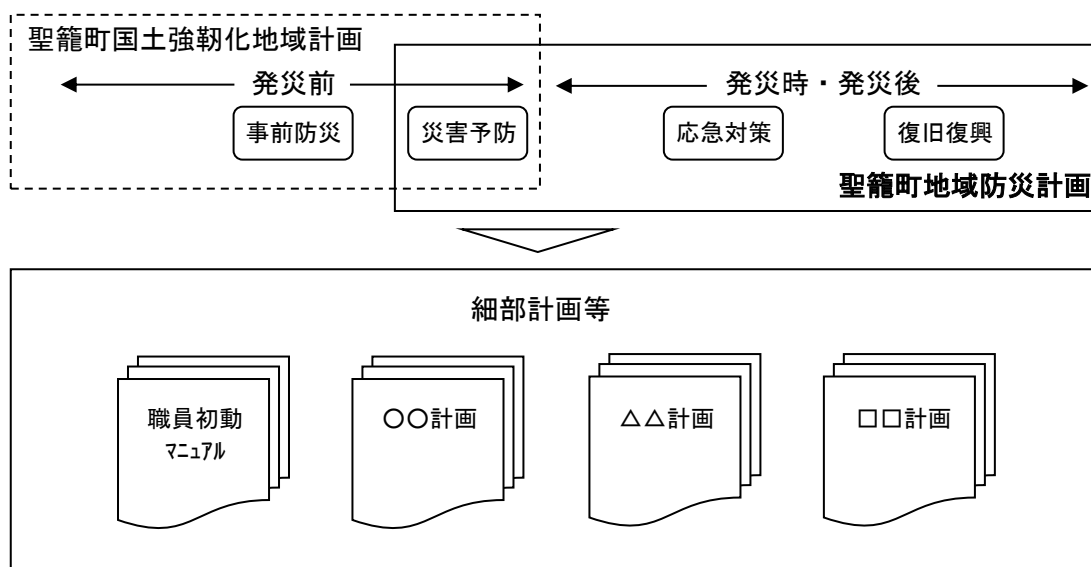 聖籠町国土強靭化地域計画
発災前
発災時・発災後
事前防災
災害予防
応急対策
復旧復興
聖籠町地域防災計画
細部計画等
職員初動
マニュアル
〇〇計画
△△計画
□□計画